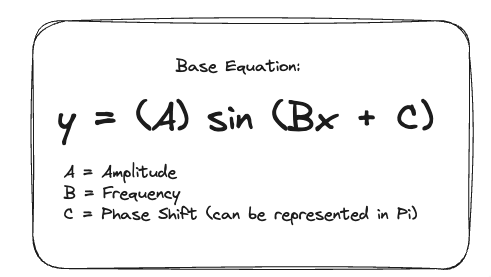 Base Equation:
y = (A) sin (Bx + C)
A = Amplitude
B = Frequency
C = Phase Shift (can be represented in Pi)